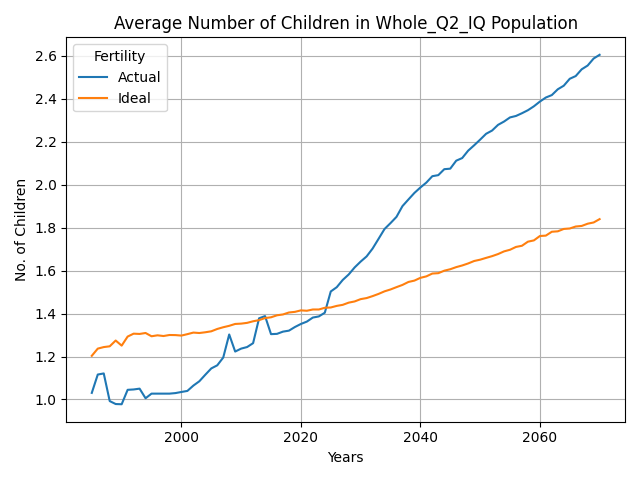 Average Number of Children in Whole_Q2_IQ Population
Fertility
Actual
Ideal
No. of Children
2.6
2.4
2.2
2.0
1.8
1.6
1.4
1.2
1.0
2000
2020
2040
2060
Years